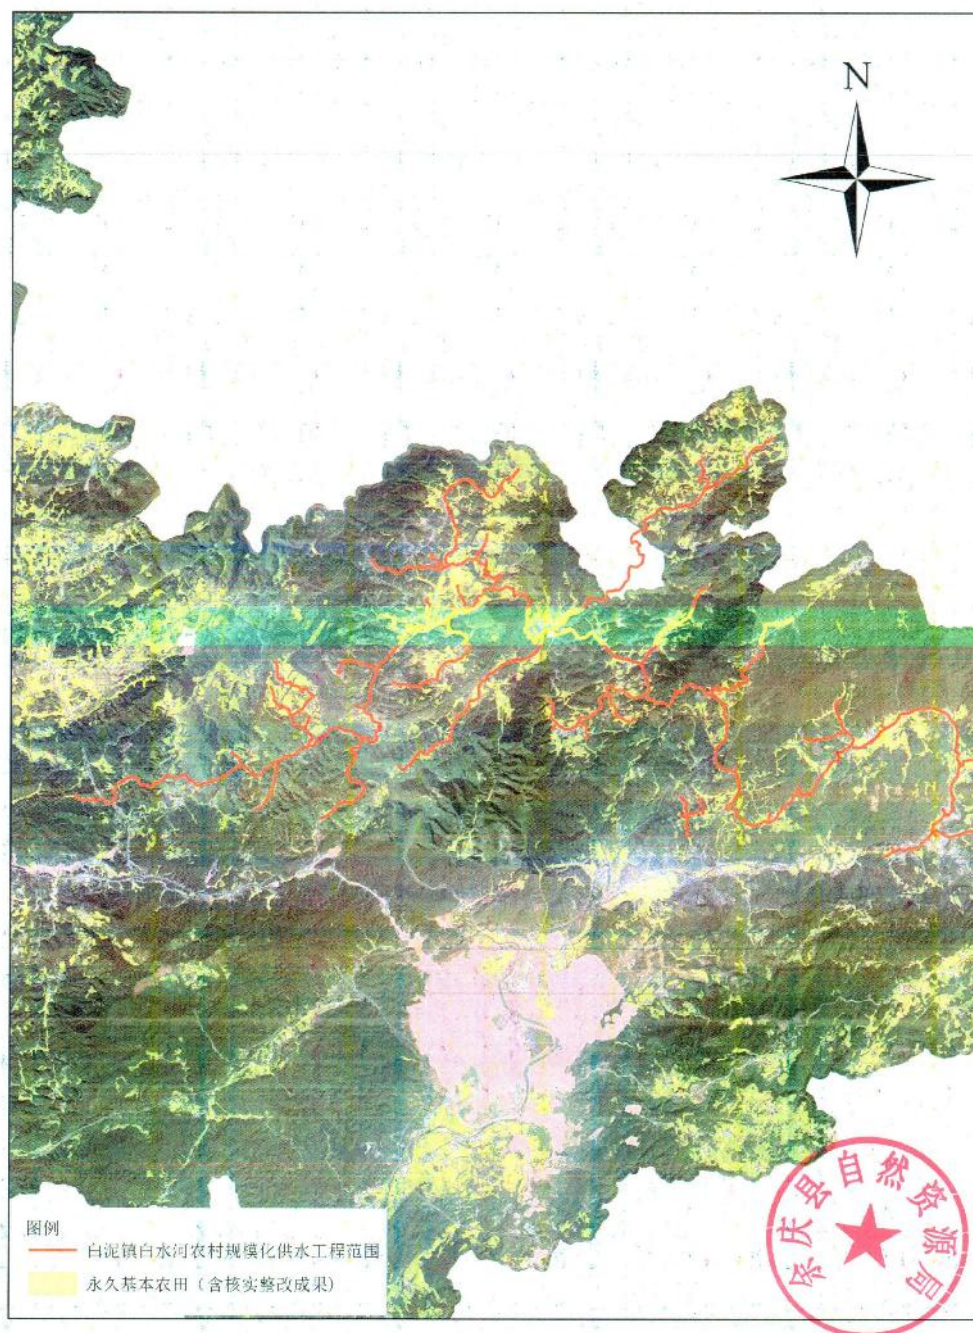 N
图例
白泥镇白水河农村规模化供水工程范围
永久基本农田（含核实整改成果）
余庆县自然资源局